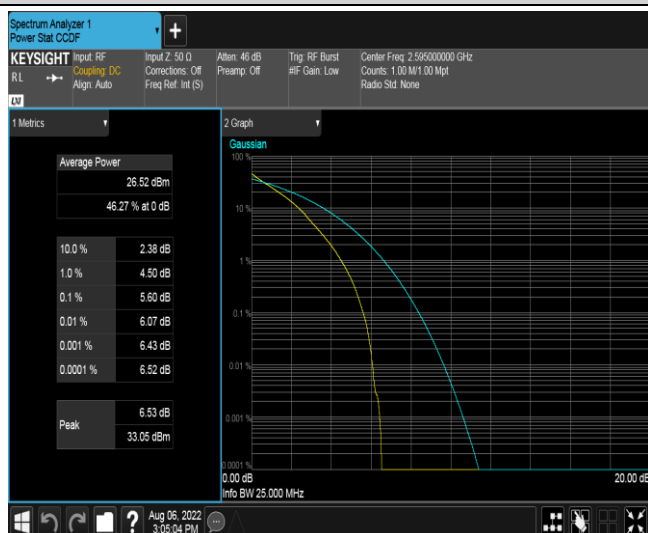 Spectrum Analyzer 1
Power Stat CCDF
+
KEYSIGHT
RL
LXI
Input: RF
Coupling: DC
Align: Auto
Input Z: 50 Ω
Corrections: Off
Freq Ref: Int (S)
Atten: 46 dB
Preamp: Off
Trig: RF Burst
#IF Gain: Low
Center Freq: 2.595000000 GHz
Counts: 1.00 M/1.00 Mpt
Radio Std: None
1 Metrics
Average Power
26.52 dBm
46.27 % at 0 dB
10.0 % 2.38 dB
1.0 % 4.50 dB
0.1 % 5.60 dB
0.01 % 6.07 dB
0.001 % 6.43 dB
0.0001 % 6.52 dB
Peak
6.53 dB
33.05 dBm
2 Graph
Gaussian
100 %
10 %
1 %
0.1 %
0.01 %
0.001 %
0.0001 %
0.00 dB
20.00 dB
Info BW 25.000 MHz
?
Aug 06, 2022
3:05:04 PM